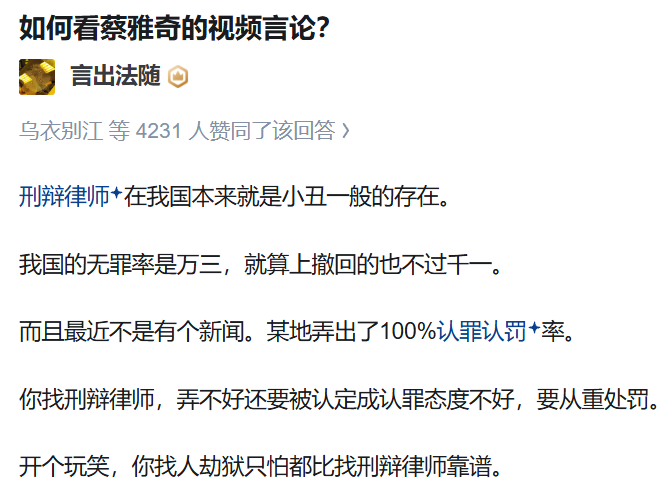 如何看蔡雅奇的视频言论？
言出法随
乌衣别江 等 4231 人赞同了该回答 >
刑辩律师在我国本来就是小丑一般的存在。
我国的无罪率是万三，就算上撤回的也不过千一。
而且最近不是有个新闻。某地弄出了100%认罪认罚率。
你找刑辩律师，弄不好还要被认定成认罪态度不好，要从重处罚。
开个玩笑，你找人劫狱只怕都比找刑辩律师靠谱。